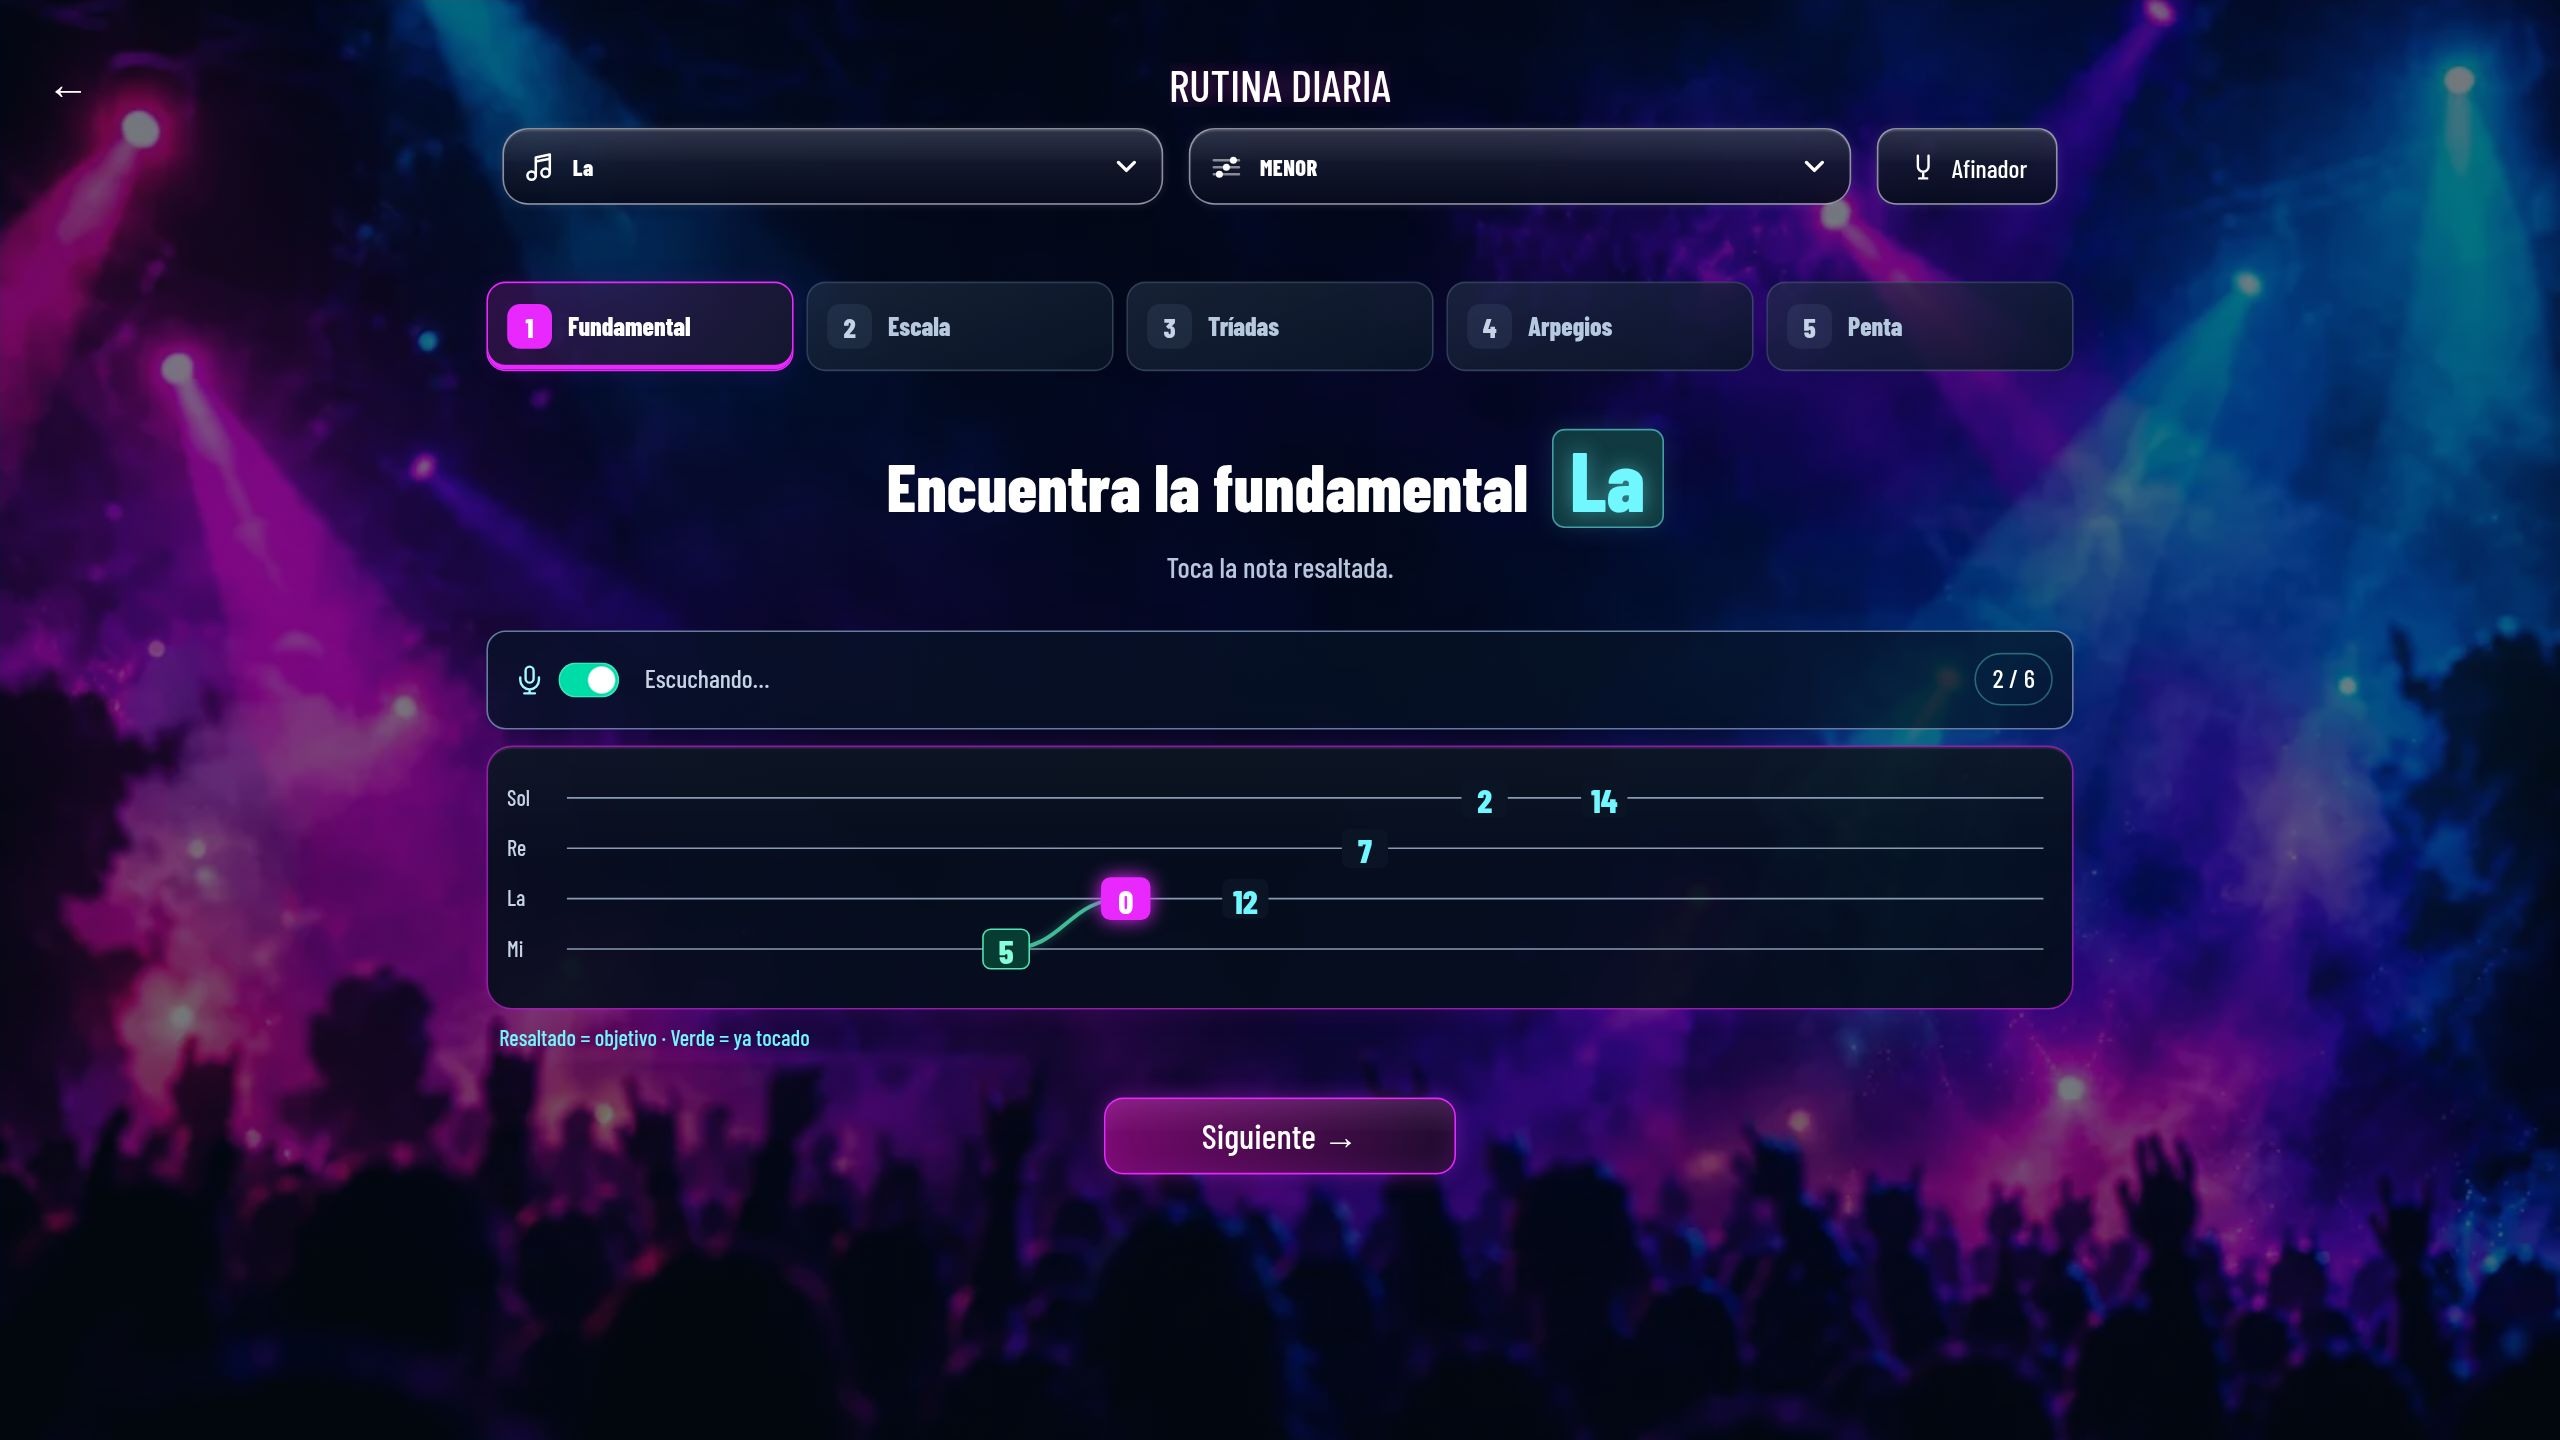 ←
RUTINA DIARIA
La
MENOR
Afinador
1 Fundamental
2 Escala
3 Tríadas
4 Arpegios
5 Penta
Encuentra la fundamental La
Toca la nota resaltada.
Escuchando...
2 / 6
Sol 2 14
Re 7
La 0 12
Mi 5
Resaltado = objetivo · Verde = ya tocado
Siguiente →